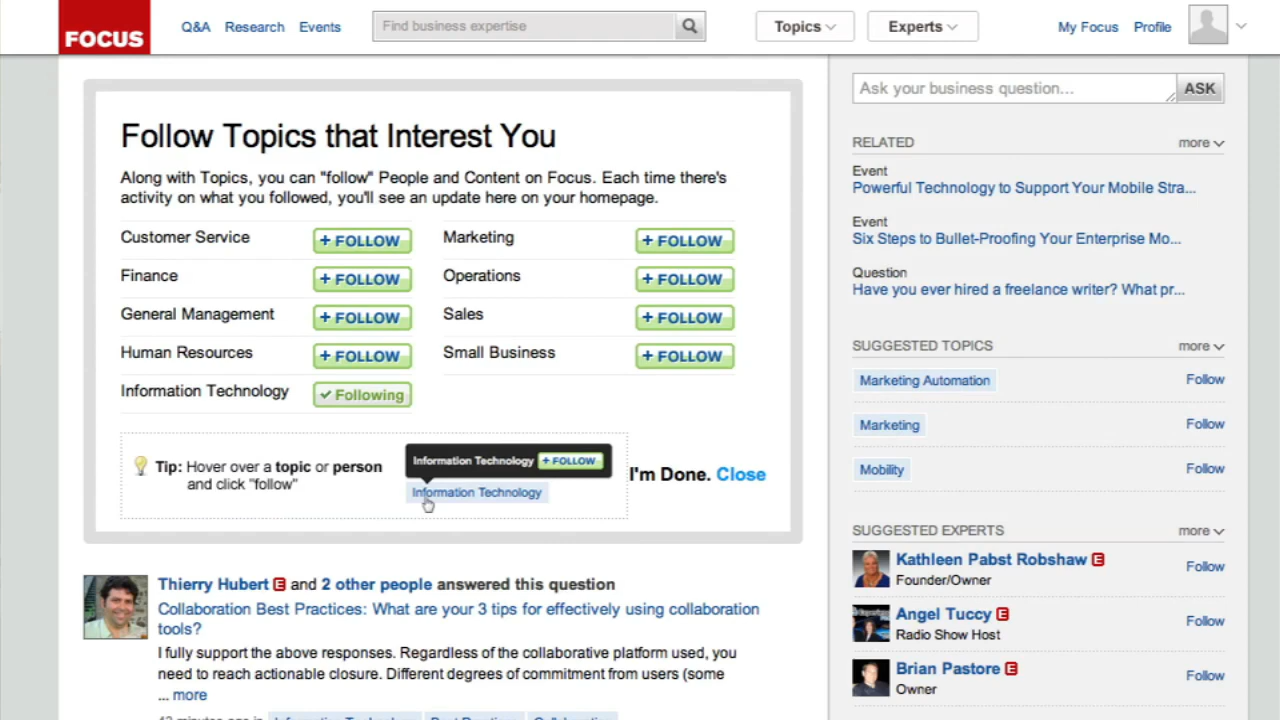 FOCUS
Q&A Research Events
Find business expertise
Topics Experts
My Focus Profile
Follow Topics that Interest You
Along with Topics, you can "follow" People and Content on Focus. Each time there's
activity on what you followed, you'll see an update here on your homepage.
Customer Service + FOLLOW Marketing + FOLLOW
Finance + FOLLOW Operations + FOLLOW
General Management + FOLLOW Sales + FOLLOW
Human Resources + FOLLOW Small Business + FOLLOW
Information Technology ✓ Following
Tip: Hover over a topic or person
and click "follow"
Information Technology + FOLLOW
Information Technology
I'm Done. Close
Thierry Hubert E and 2 other people answered this question
Collaboration Best Practices: What are your 3 tips for effectively using collaboration
tools?
I fully support the above responses. Regardless of the collaborative platform used, you
need to reach actionable closure. Different degrees of commitment from users (some
... more
Ask your business question... ASK
RELATED more
Event
Powerful Technology to Support Your Mobile Stra...
Event
Six Steps to Bullet-Proofing Your Enterprise Mo...
Question
Have you ever hired a freelance writer? What pr...
SUGGESTED TOPICS more
Marketing Automation Follow
Marketing Follow
Mobility Follow
SUGGESTED EXPERTS more
Kathleen Pabst Robshaw E Follow
Founder/Owner
Angel Tuccy E Follow
Radio Show Host
Brian Pastore E Follow
Owner